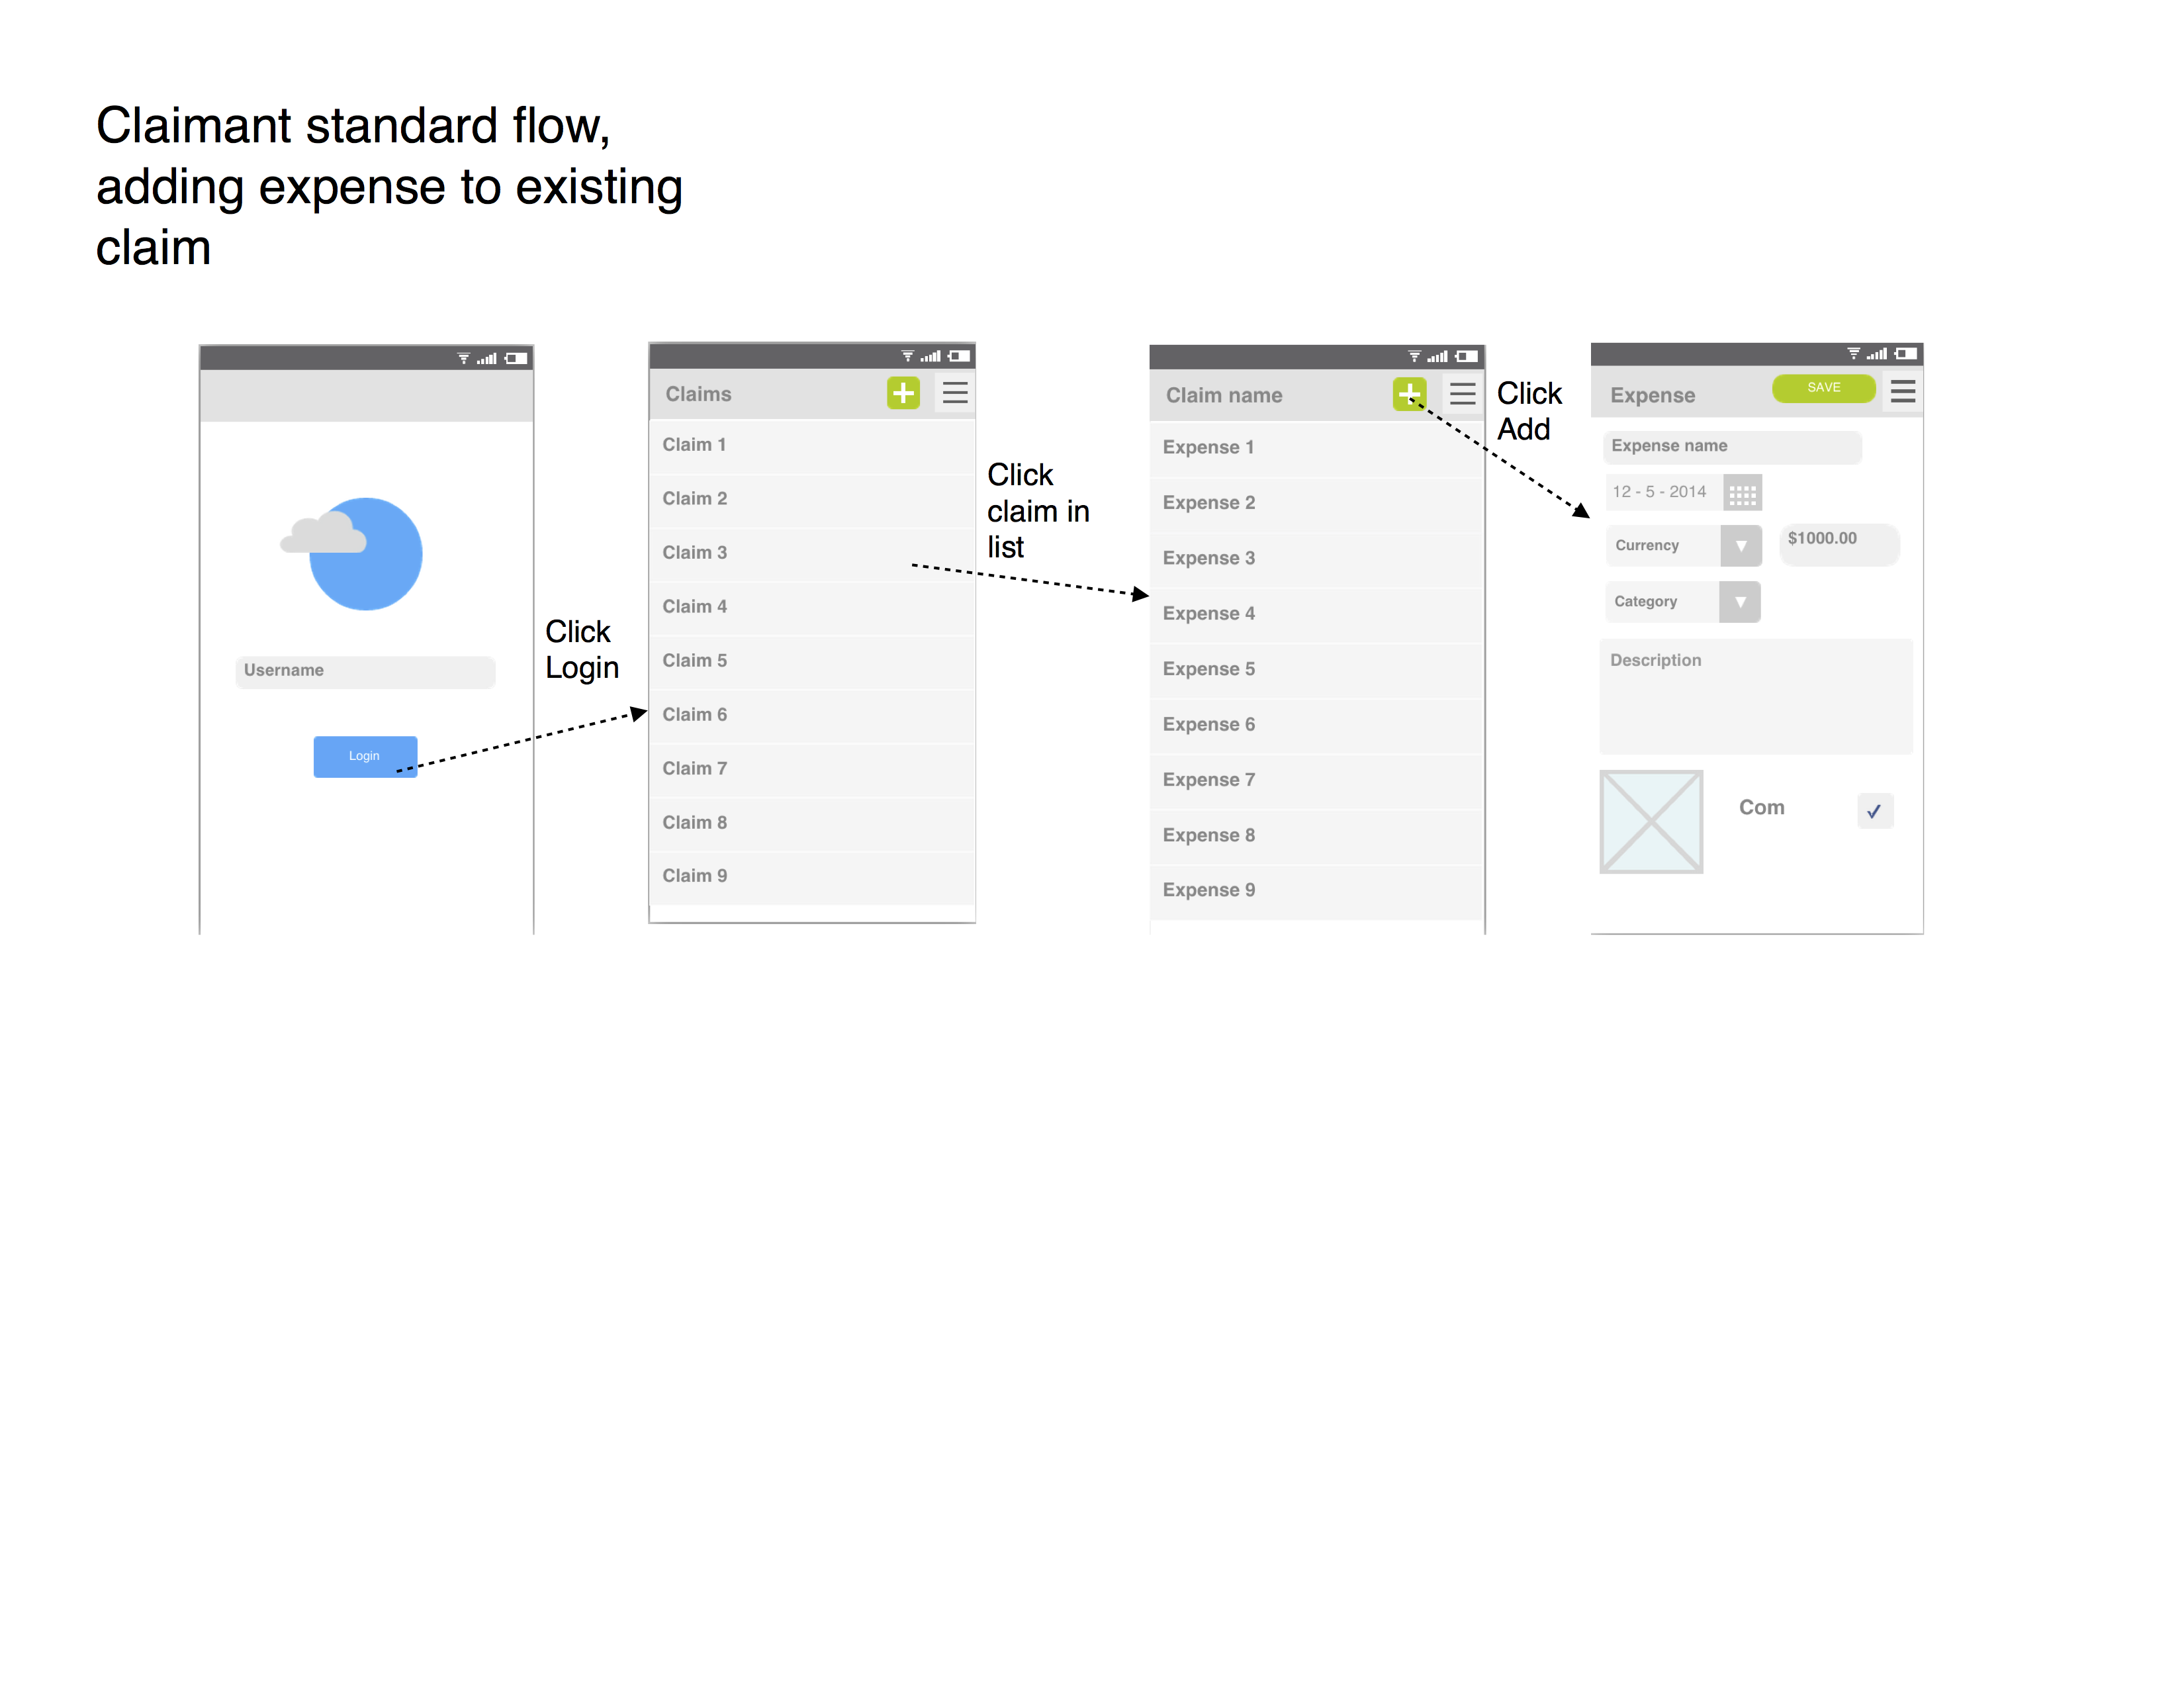 Claimant standard flow,
adding expense to existing
claim
Username
Login
Click
Login
Claims
Claim 1
Claim 2
Claim 3
Claim 4
Claim 5
Claim 6
Claim 7
Claim 8
Claim 9
Click
claim in
list
Claim name
Expense 1
Expense 2
Expense 3
Expense 4
Expense 5
Expense 6
Expense 7
Expense 8
Expense 9
Click
Add
Expense
SAVE
Expense name
12 - 5 - 2014
Currency
$1000.00
Category
Description
Com